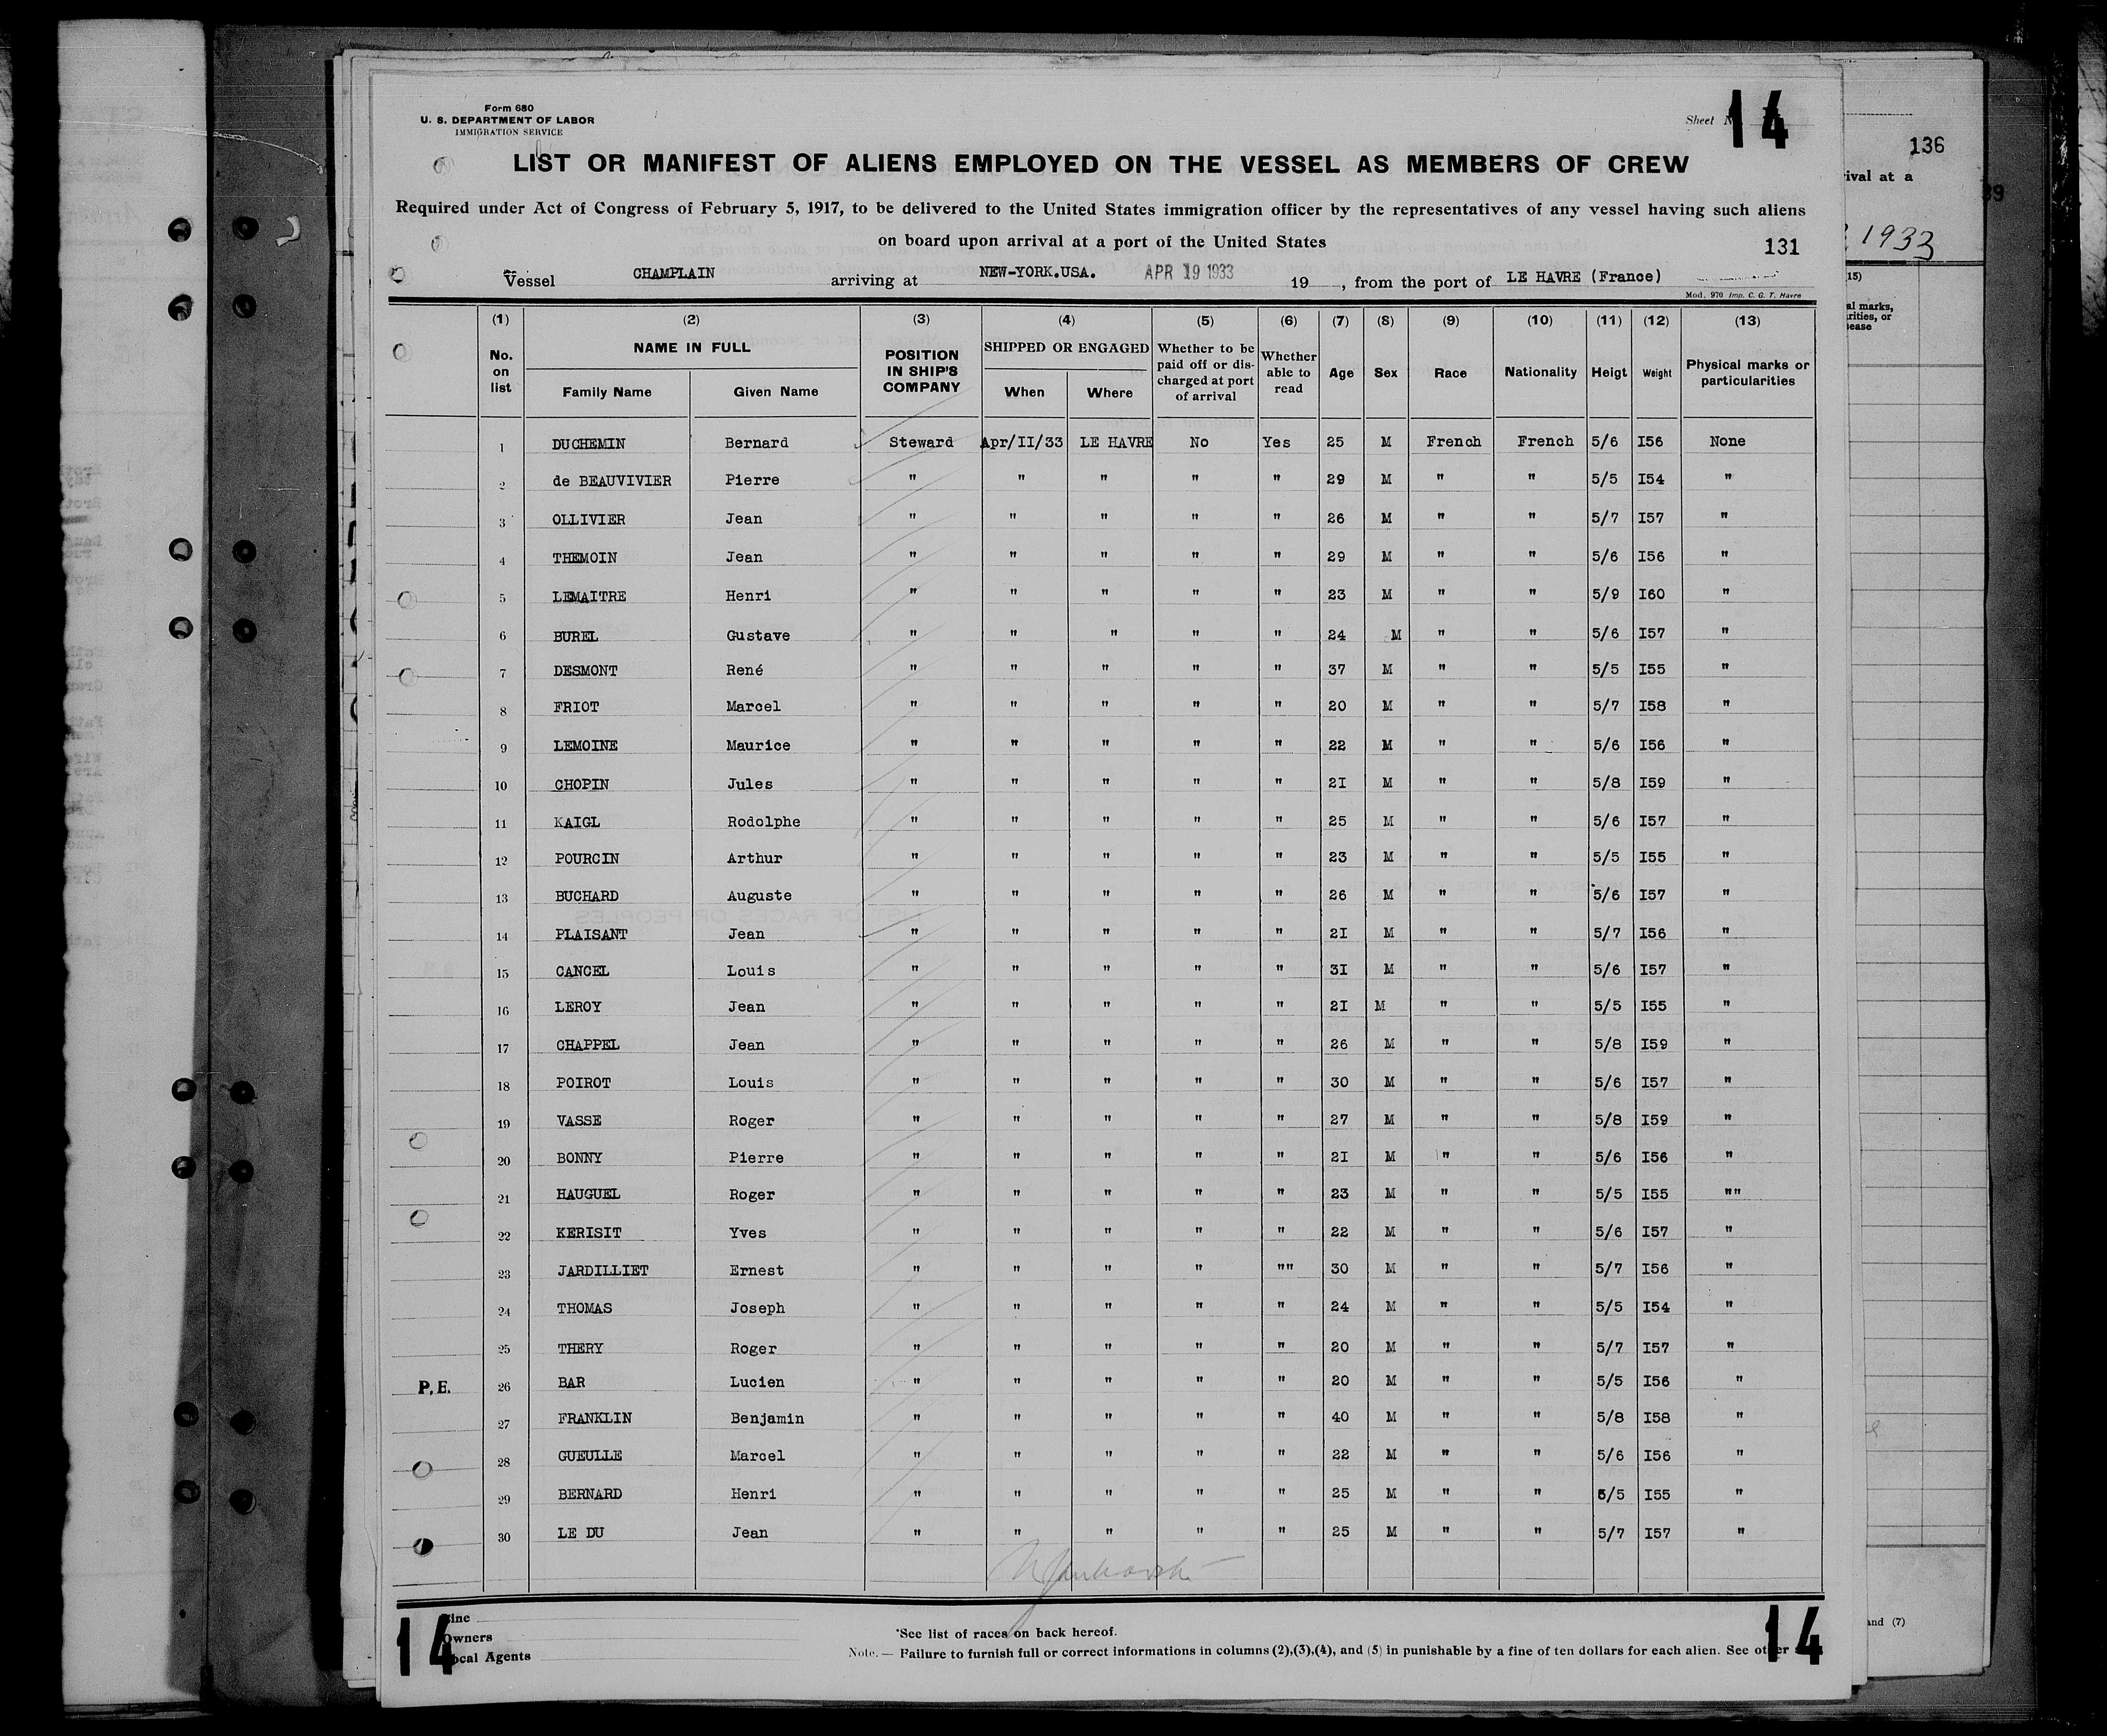 Form 680
U. S. DEPARTMENT OF LABOR
IMMIGRATION SERVICE
Sheet
14
LIST OR MANIFEST OF ALIENS EMPLOYED ON THE VESSEL AS MEMBERS OF CREW
Required under Act of Congress of February 5, 1917, to be delivered to the United States immigration officer by the representatives of any vessel having such aliens
on board upon arrival at a port of the United States
131
Vessel CHAMPLAIN arriving at NEW-YORK.USA. APR 19 1933 19 , from the port of LE HAVRE (France)
Mod. 970 Imp. C. G. T. Havre
(1) (2) (3) (4) (5) (6) (7) (8) (9) (10) (11) (12) (13)
No. on list NAME IN FULL Family Name Given Name POSITION IN SHIP'S COMPANY SHIPPED OR ENGAGED When Where Whether to be paid off or discharged at port of arrival Whether able to read Age Sex Race Nationality Heigt Weight Physical marks or particularities
1 DUCHEMIN Bernard Steward Apr/II/33 LE HAVRE No Yes 25 M French French 5/6 I56 None
2 de BEAUVIVIER Pierre " " " " " 29 M " " 5/5 I54 "
3 OLLIVIER Jean " " " " " 26 M " " 5/7 I57 "
4 THEMOIN Jean " " " " " 29 M " " 5/6 I56 "
5 LEMAITRE Henri " " " " " 23 M " " 5/9 I60 "
6 BUREL Gustave " " " " " 24 M " " 5/6 I57 "
7 DESMONT René " " " " " 37 M " " 5/5 I55 "
8 FRIOT Marcel " " " " " 20 M " " 5/7 I58 "
9 LEMOINE Maurice " " " " " 22 M " " 5/6 I56 "
10 CHOPIN Jules " " " " " 2I M " " 5/8 I59 "
11 KAIGL Rodolphe " " " " " 25 M " " 5/6 I57 "
12 POURCIN Arthur " " " " " 23 M " " 5/5 I55 "
13 BUCHARD Auguste " " " " " 26 M " " 5/6 I57 "
14 PLAISANT Jean " " " " " 2I M " " 5/7 I56 "
15 CANCEL Louis " " " " " 3I M " " 5/6 I57 "
16 LEROY Jean " " " " " 2I M " " 5/5 I55 "
17 CHAPPEL Jean " " " " " 26 M " " 5/8 I59 "
18 POIROT Louis " " " " " 30 M " " 5/6 I57 "
19 VASSE Roger " " " " " 27 M " " 5/8 I59 "
20 BONNY Pierre " " " " " 2I M " " 5/6 I56 "
21 HAUGUEL Roger " " " " " 23 M " " 5/5 I55 ""
22 KERISIT Yves " " " " " 22 M " " 5/6 I57 "
23 JARDILLIET Ernest " " " " "" 30 M " " 5/7 I56 "
24 THOMAS Joseph " " " " " 24 M " " 5/5 I54 "
25 THERY Roger " " " " " 20 M " " 5/7 I57 "
P.E. 26 BAR Lucien " " " " " 20 M " " 5/5 I56 "
27 FRANKLIN Benjamin " " " " " 40 M " " 5/8 I58 "
28 GUEULLE Marcel " " " " " 22 M " " 5/6 I56 "
29 BERNARD Henri " " " " " 25 M " " 5/5 I55 "
30 LE DU Jean " " " " " 25 M " " 5/7 I57 "
14
Line
Owners
Local Agents
*See list of races on back hereof.
Note. — Failure to furnish full or correct informations in columns (2),(3),(4), and (5) in punishable by a fine of ten dollars for each alien. See other
14
136
ival at a
39
1933
15)
al marks,
rities, or
sease
and (7)